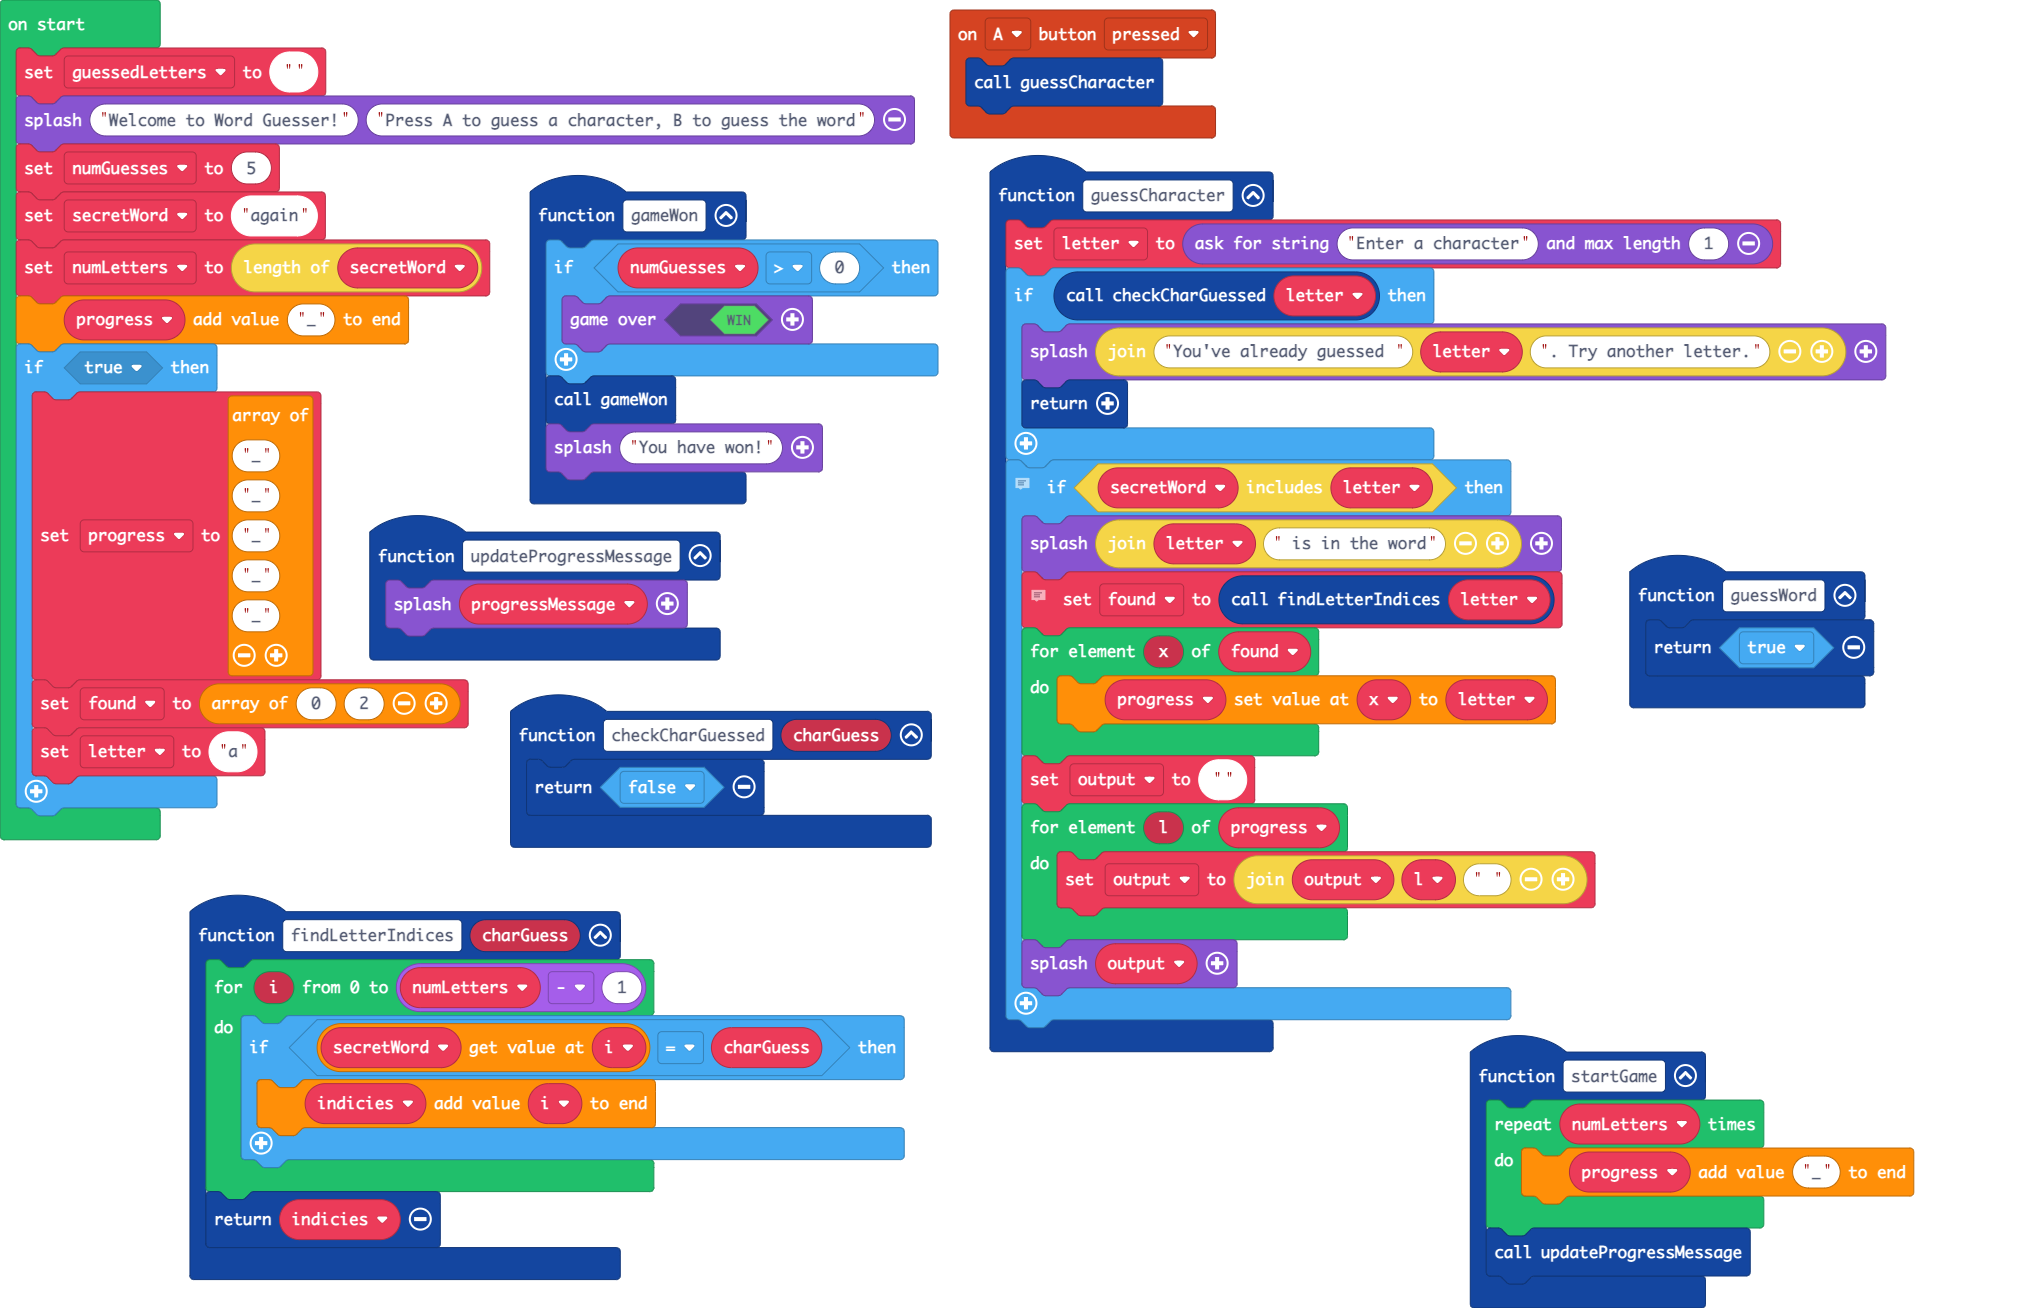 on start
set guessedLetters to " "
splash "Welcome to Word Guesser!" "Press A to guess a character, B to guess the word"
set numGuesses to 5
set secretWord to "again"
set numLetters to length of secretWord
progress add value "_" to end
if true then
set progress to array of
"_"
"_"
"_"
"_"
"_"
set found to array of 0 2
set letter to "a"
function gameWon
if numGuesses > 0 then
game over WIN
call gameWon
splash "You have won!"
function updateProgressMessage
splash progressMessage
function checkCharGuessed charGuess
return false
function findLetterIndices charGuess
for i from 0 to numLetters - 1
do
if secretWord get value at i = charGuess then
indicies add value i to end
return indicies
on A button pressed
call guessCharacter
function guessCharacter
set letter to ask for string "Enter a character" and max length 1
if call checkCharGuessed letter then
splash join "You've already guessed " letter ". Try another letter."
return
if secretWord includes letter then
splash join letter " is in the word"
set found to call findLetterIndices letter
for element x of found
do progress set value at x to letter
set output to " "
for element l of progress
do set output to join output l " "
splash output
function guessWord
return true
function startGame
repeat numLetters times
do progress add value "_" to end
call updateProgressMessage